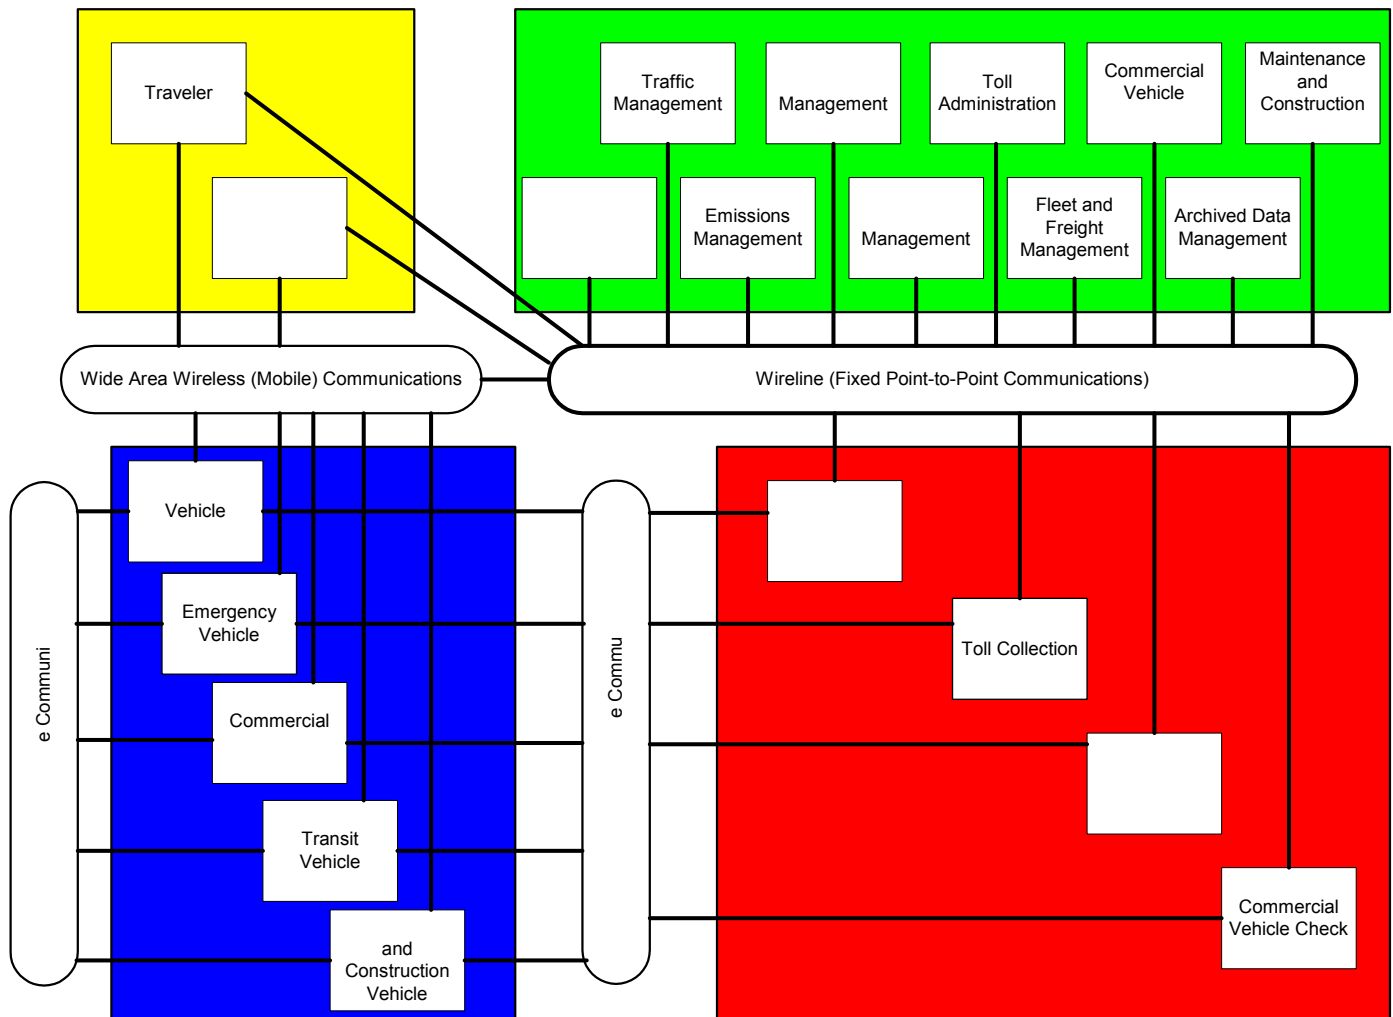 Traveler
Traffic
Management
Management
Toll
Administration
Commercial
Vehicle
Maintenance
and
Construction
Emissions
Management
Management
Fleet and
Freight
Management
Archived Data
Management
Wide Area Wireless (Mobile) Communications
Wireline (Fixed Point-to-Point Communications)
e Communi
Vehicle
Emergency
Vehicle
Commercial
Transit
Vehicle
and
Construction
Vehicle
e Commu
Toll Collection
Commercial
Vehicle Check